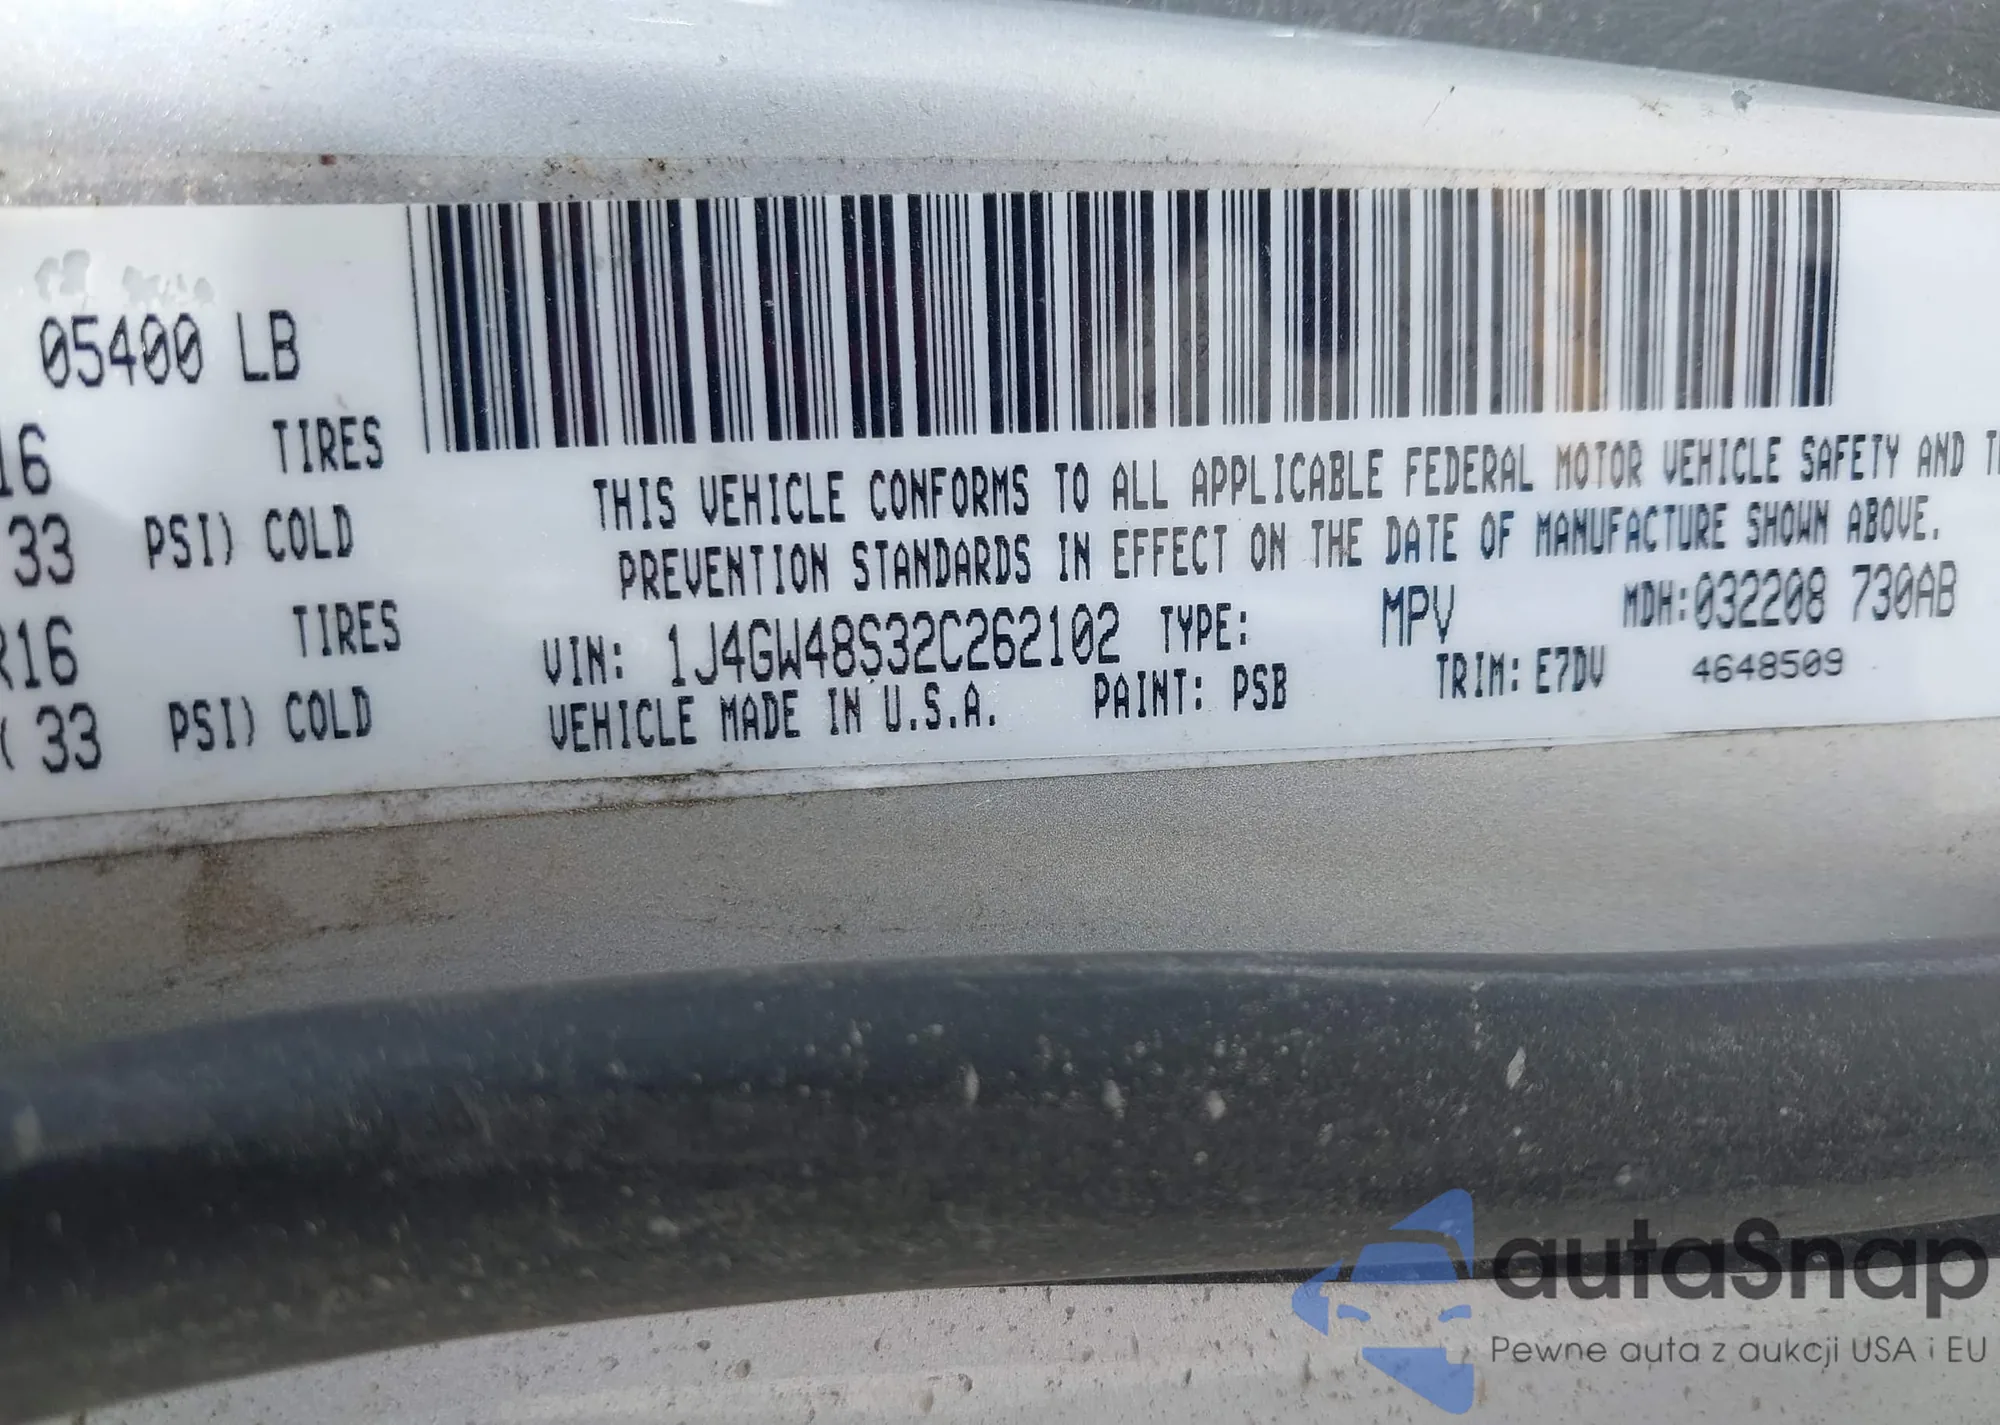 05400 LB
16 TIRES
33 PSI) COLD
R16 TIRES
( 33 PSI) COLD
THIS VEHICLE CONFORMS TO ALL APPLICABLE FEDERAL MOTOR VEHICLE SAFETY AND
PREVENTION STANDARDS IN EFFECT ON THE DATE OF MANUFACTURE SHOWN ABOVE.
VIN: 1J4GW48S32C262102 TYPE: MPV MDH:032208 730AB
VEHICLE MADE IN U.S.A. PAINT: PSB TRIM: E7DV 4648509
autaSnap
Pewne auta z aukcji USA i EU